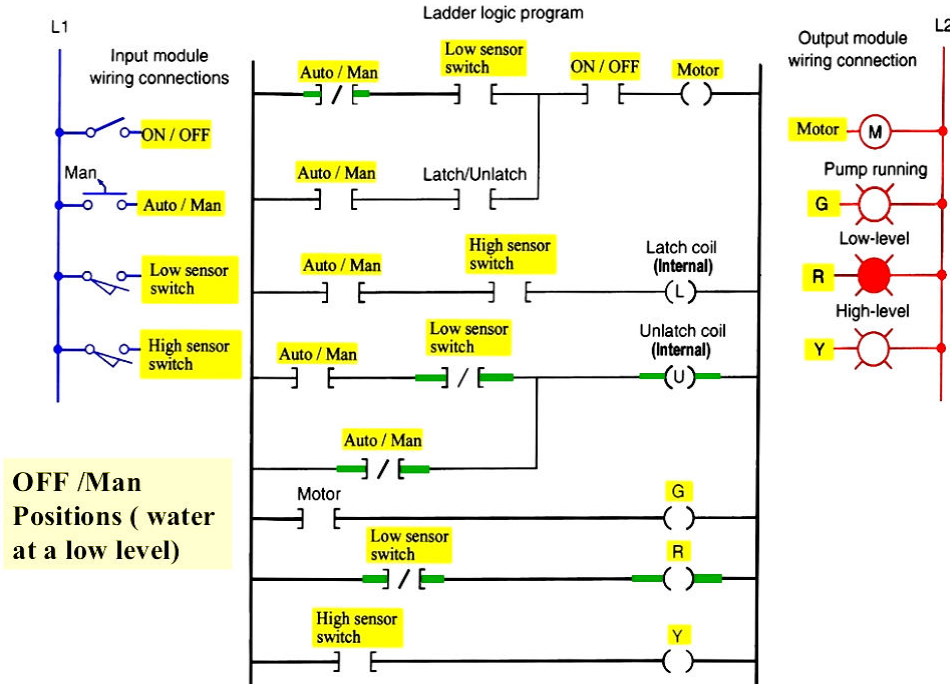 Ladder logic program
L1
L2
Input module
wiring connections
Output module
wiring connection
Auto / Man
Low sensor
switch
ON / OFF
Motor
ON / OFF
Man
Auto / Man
Low sensor
switch
High sensor
switch
Auto / Man
Latch/Unlatch
Auto / Man
High sensor
switch
Latch coil
(Internal)
L
Auto / Man
Low sensor
switch
Unlatch coil
(Internal)
U
Auto / Man
Motor
G
Low sensor
switch
R
High sensor
switch
Y
Motor
M
Pump running
G
Low-level
R
High-level
Y
OFF /Man
Positions ( water
at a low level)